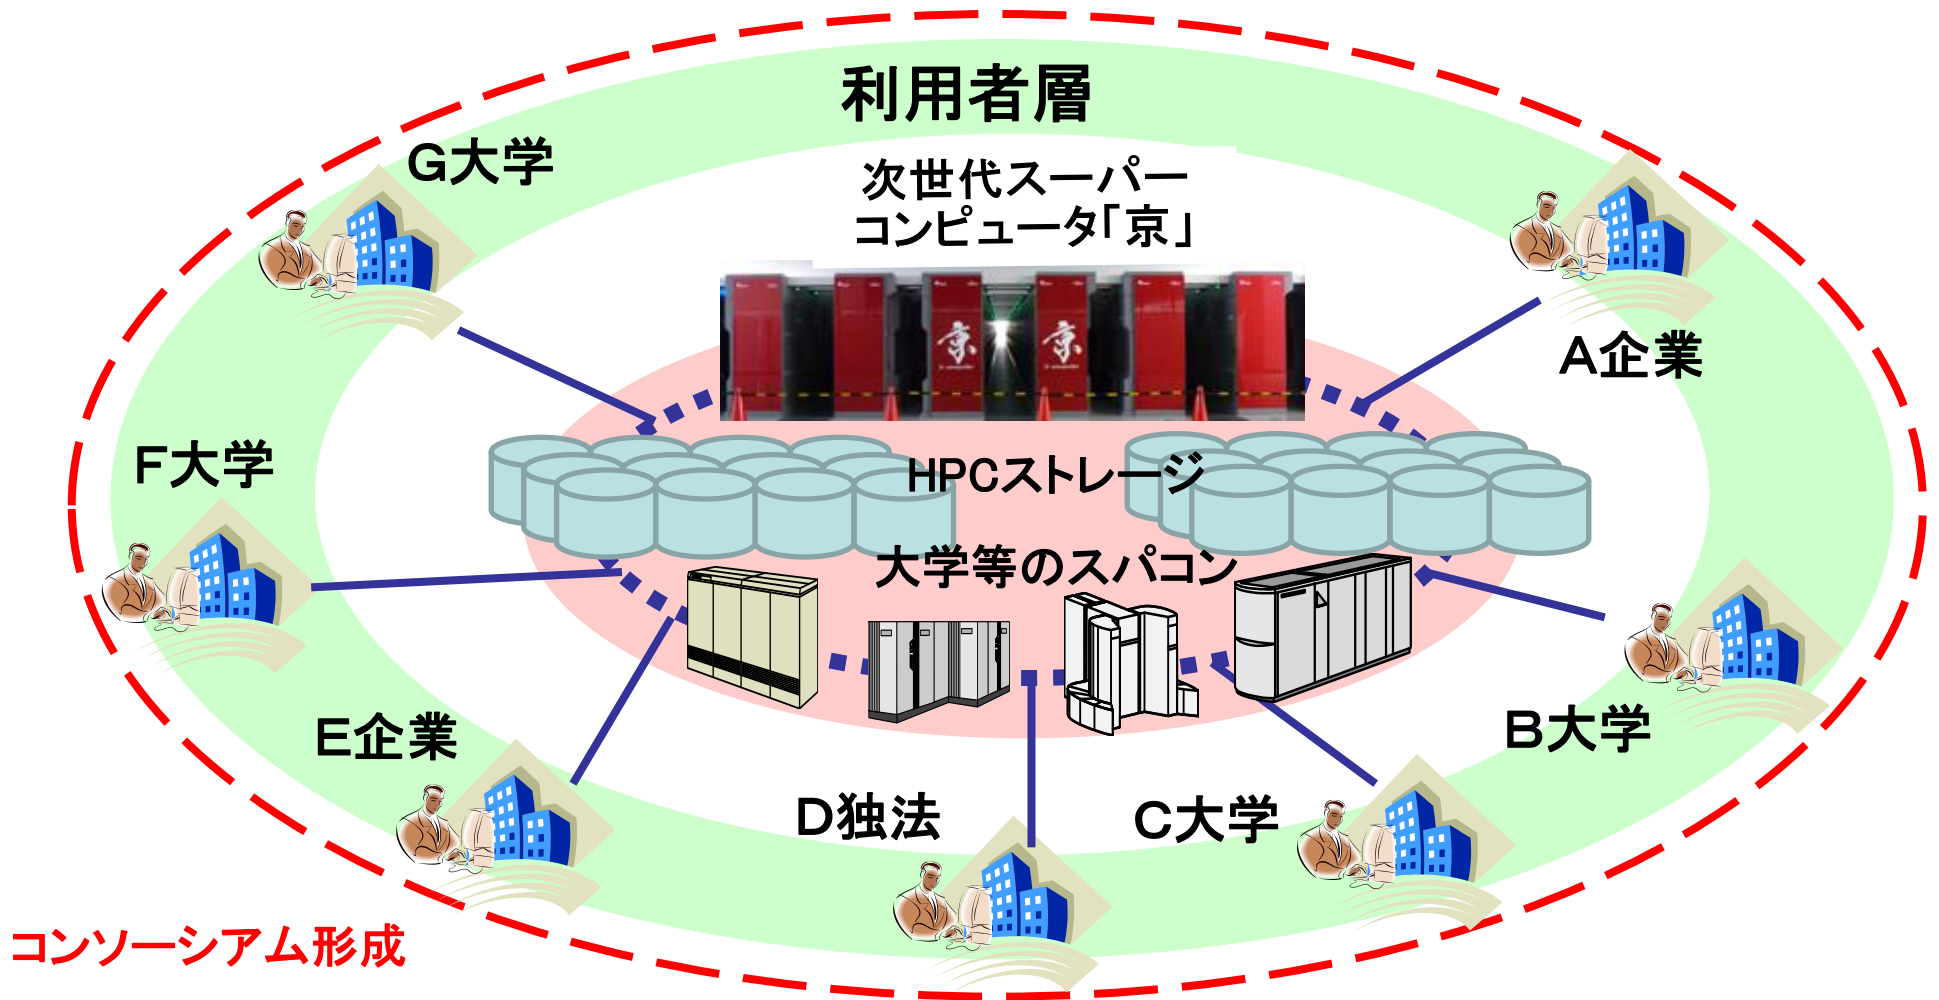 利用者層
G大学
次世代スーパー
コンピュータ「京」
京
京
A企業
F大学
HPCストレージ
大学等のスパコン
E企業
B大学
D独法
C大学
コンソーシアム形成